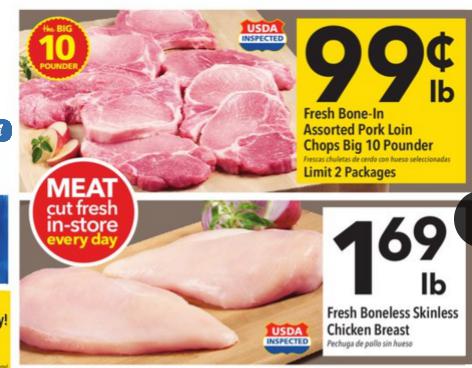 The BIG
10
POUNDER
USDA
INSPECTED
99¢
lb
Fresh Bone-In
Assorted Pork Loin
Chops Big 10 Pounder
Frescas chuletas de cerdo con hueso seleccionadas
Limit 2 Packages
MEAT
cut fresh
in-store
every day
1 69
lb
Fresh Boneless Skinless
Chicken Breast
Pechuga de pollo sin hueso
USDA
INSPECTED
y!